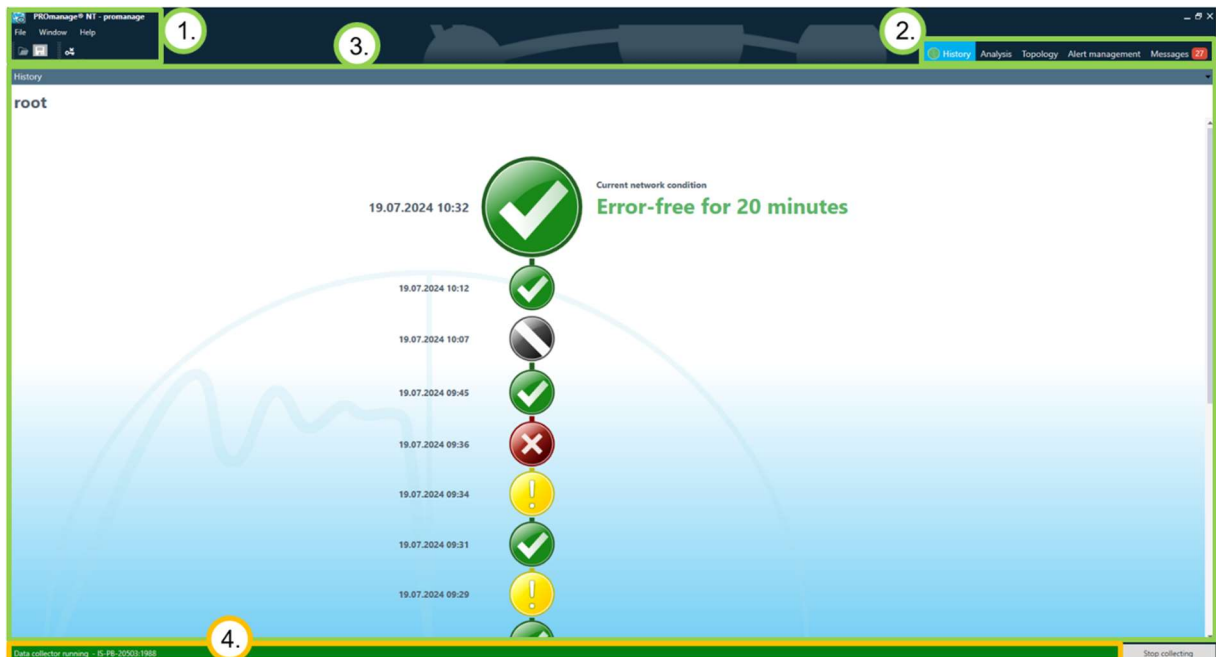 PROmanage® NT - promanage
1.
2.
3.
File Window Help
History Analysis Topology Alert management Messages 27
History
root
Current network condition
19.07.2024 10:32 Error-free for 20 minutes
19.07.2024 10:12
19.07.2024 10:07
19.07.2024 09:45
19.07.2024 09:36
19.07.2024 09:34
19.07.2024 09:31
19.07.2024 09:29
4.
Data collector running - IS-PB-20503:1988 Stop collecting